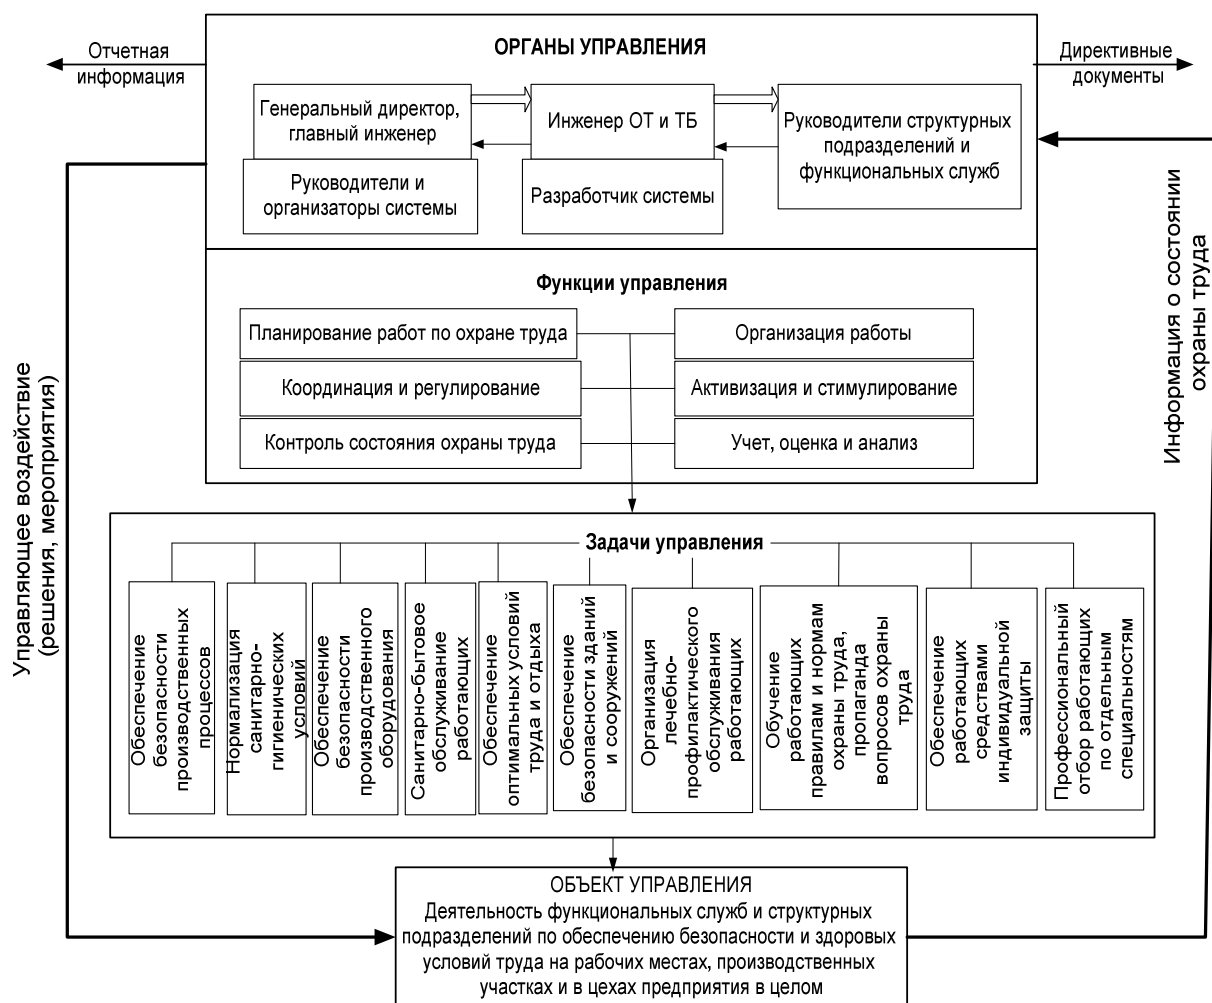 ОРГАНЫ УПРАВЛЕНИЯ
Отчетная
информация
Директивные
документы
Генеральный директор,
главный инженер
Инженер ОТ и ТБ
Руководители структурных
подразделений и
функциональных служб
Руководители и
организаторы системы
Разработчик системы
Функции управления
Планирование работ по охране труда
Организация работы
Координация и регулирование
Активизация и стимулирование
Контроль состояния охраны труда
Учет, оценка и анализ
Управляющее воздействие
(решения, мероприятия)
Информация о состоянии
охраны труда
Задачи управления
Обеспечение
безопасности
производственных
процессов
Нормализация
санитарно-
гигиенических
условий
Обеспечение
безопасности
производственного
оборудования
Санитарно-бытовое
обслуживание
работающих
Обеспечение
оптимальных условий
труда и отдыха
Обеспечение
безопасности зданий
и сооружений
Организация
лечебно-
профилактического
обслуживания
работающих
Обучение
работающих
правилам и нормам
охраны труда,
пропаганда
вопросов охраны
труда
Обеспечение
работающих
средствами
индивидуальной
защиты
Профессиональный
отбор работающих
по отдельным
специальностям
ОБЪЕКТ УПРАВЛЕНИЯ
Деятельность функциональных служб и структурных
подразделений по обеспечению безопасности и здоровых
условий труда на рабочих местах, производственных
участках и в цехах предприятия в целом